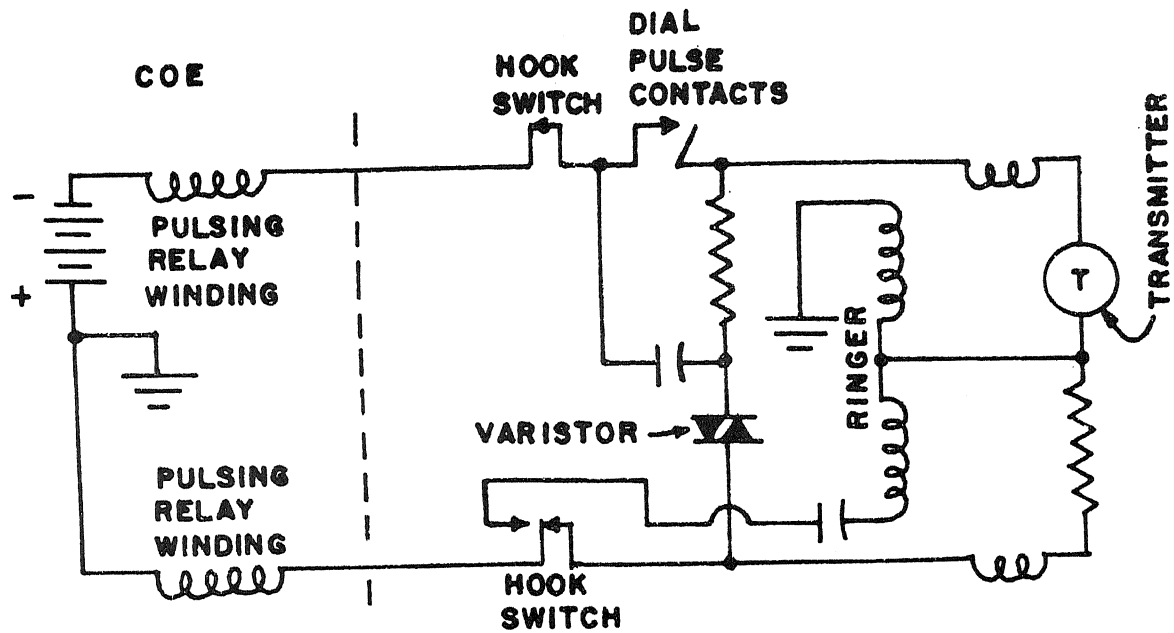 COE
HOOK
SWITCH
DIAL
PULSE
CONTACTS
-
PULSING
RELAY
WINDING
+
T
TRANSMITTER
RINGER
VARISTOR
PULSING
RELAY
WINDING
HOOK
SWITCH